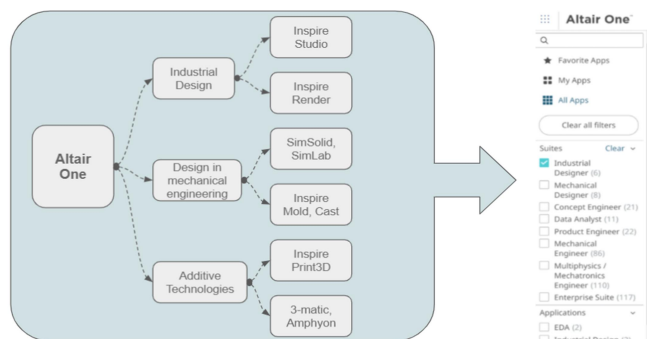 Altair
One
Industrial
Design
Design in
mechanical
engineering
Additive
Technologies
Inspire
Studio
Inspire
Render
SimSolid,
SimLab
Inspire
Mold, Cast
Inspire
Print3D
3-matic,
Amphyon
Altair One™
Favorite Apps
My Apps
All Apps
Clear all filters
Suites Clear
Industrial
Designer (6)
Mechanical
Designer (8)
Concept Engineer (21)
Data Analyst (11)
Product Engineer (22)
Mechanical
Engineer (86)
Multiphysics /
Mechatronics
Engineer (110)
Enterprise Suite (117)
Applications
EDA (2)